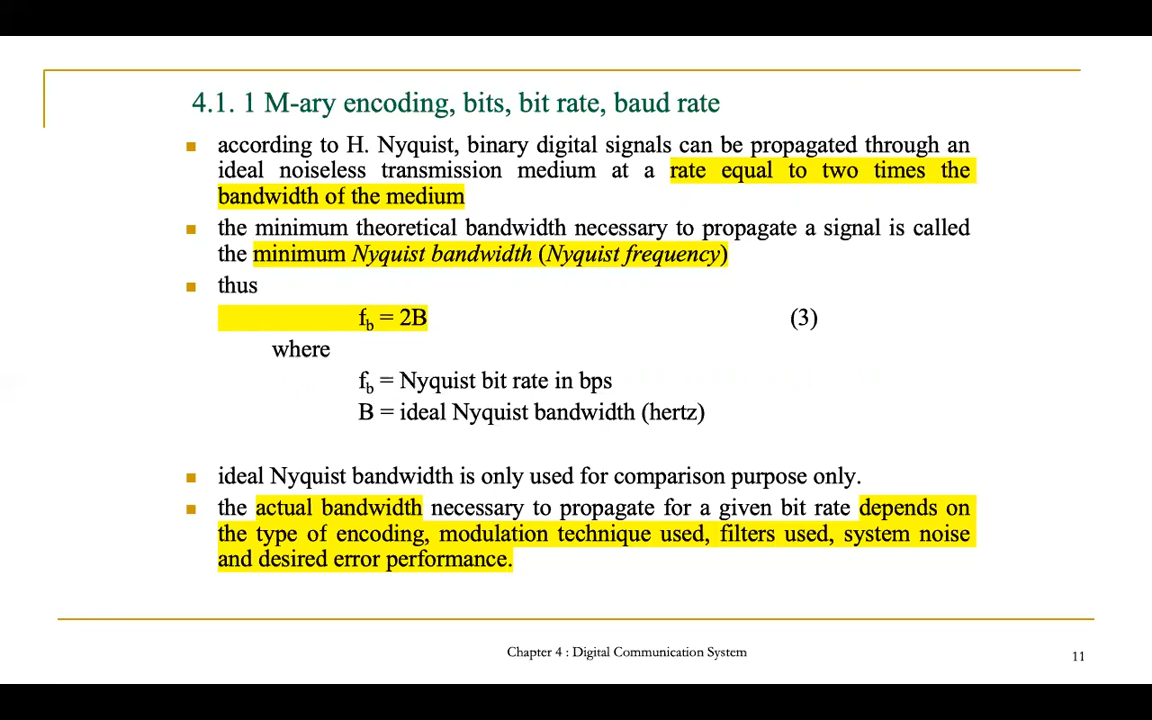 4.1. 1 M-ary encoding, bits, bit rate, baud rate
according to H. Nyquist, binary digital signals can be propagated through an
ideal noiseless transmission medium at a rate equal to two times the
bandwidth of the medium
the minimum theoretical bandwidth necessary to propagate a signal is called
the minimum Nyquist bandwidth (Nyquist frequency)
thus
fb = 2B (3)
where
fb = Nyquist bit rate in bps
B = ideal Nyquist bandwidth (hertz)
ideal Nyquist bandwidth is only used for comparison purpose only.
the actual bandwidth necessary to propagate for a given bit rate depends on
the type of encoding, modulation technique used, filters used, system noise
and desired error performance.
Chapter 4 : Digital Communication System
11